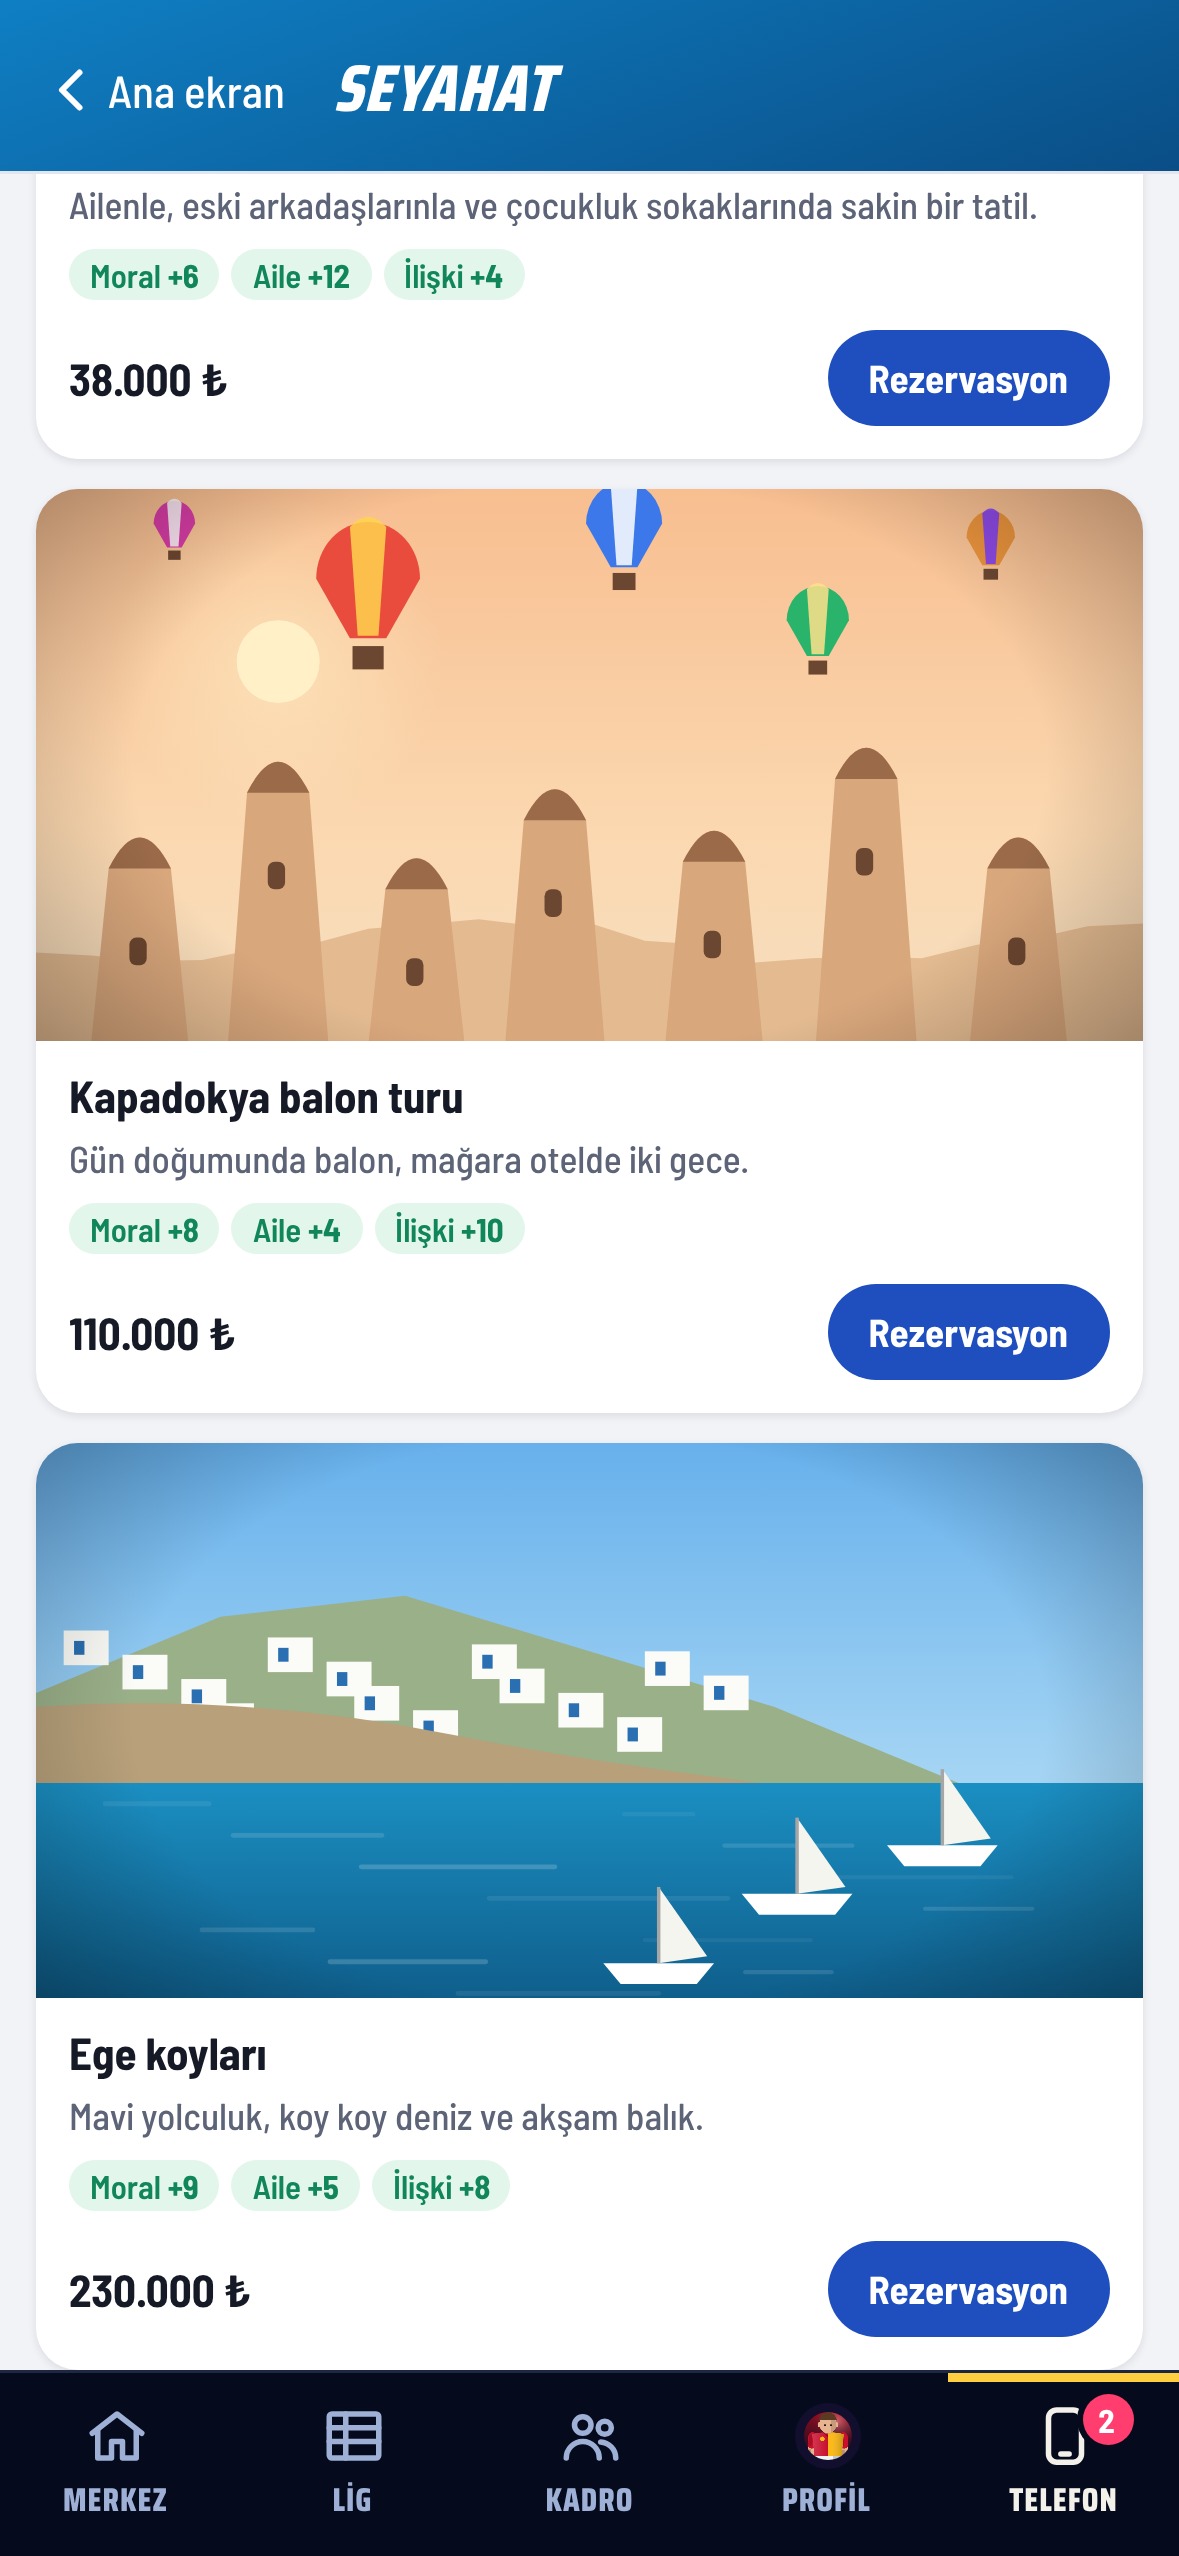 Ana ekran
SEYAHAT
Ailenle, eski arkadaşlarınla ve çocukluk sokaklarında sakin bir tatil.
Moral +6 Aile +12 İlişki +4
38.000 ₺ Rezervasyon
Kapadokya balon turu
Gün doğumunda balon, mağara otelde iki gece.
Moral +8 Aile +4 İlişki +10
110.000 ₺ Rezervasyon
Ege koyları
Mavi yolculuk, koy koy deniz ve akşam balık.
Moral +9 Aile +5 İlişki +8
230.000 ₺ Rezervasyon
2
MERKEZ LİG KADRO PROFİL TELEFON